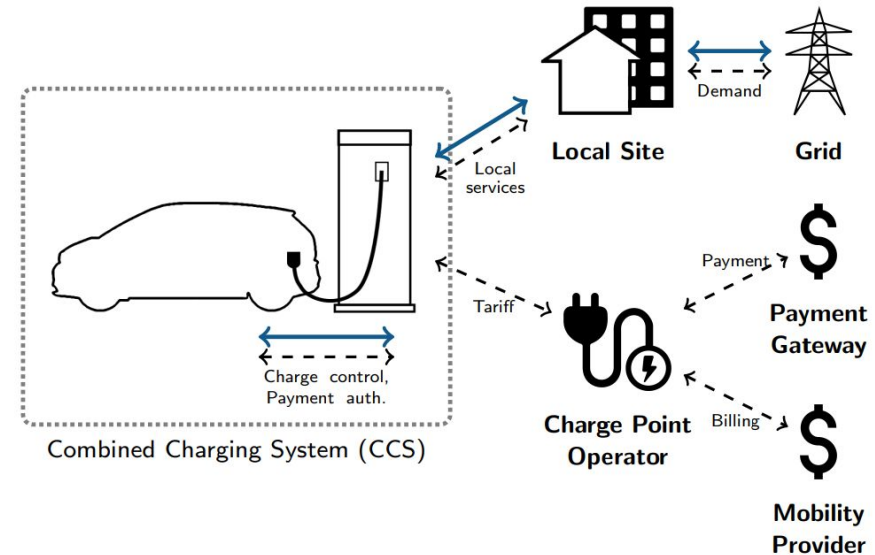 Demand
Local Site
Grid
Local
services
Payment
Tariff
Payment
Gateway
Charge control,
Payment auth.
Billing
Charge Point
Operator
Combined Charging System (CCS)
Mobility
Provider